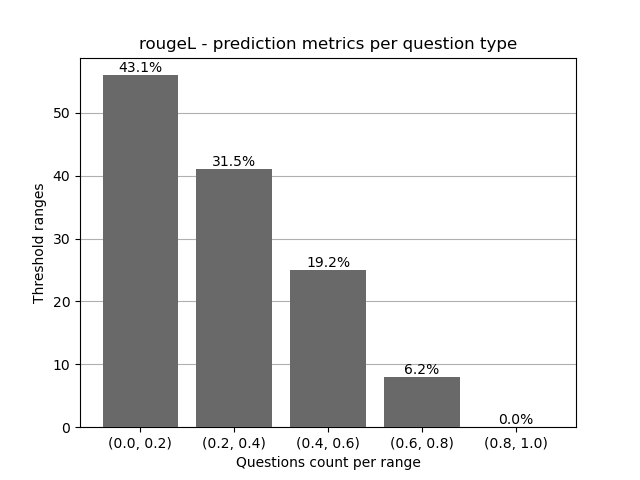 rougeL - prediction metrics per question type
43.1%
31.5%
19.2%
6.2%
0.0%
50
40
30
20
10
0
Threshold ranges
(0.0, 0.2) (0.2, 0.4) (0.4, 0.6) (0.6, 0.8) (0.8, 1.0)
Questions count per range